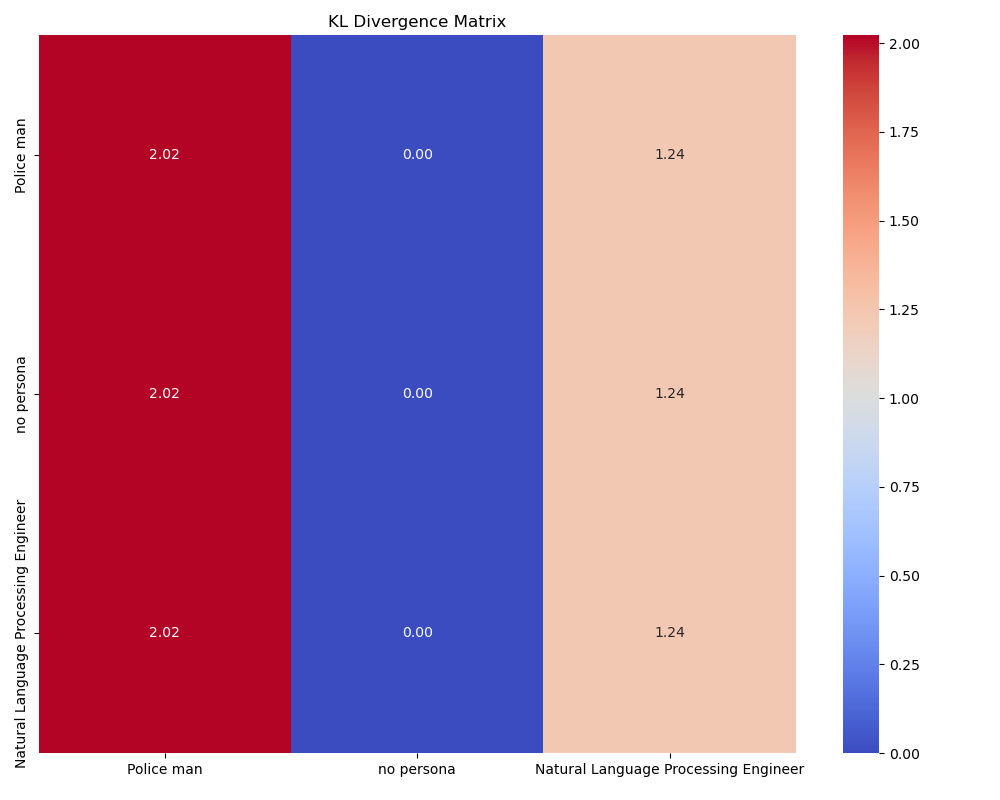 KL Divergence Matrix
Police man
2.02 0.00 1.24
no persona
2.02 0.00 1.24
Natural Language Processing Engineer
2.02 0.00 1.24
Police man no persona Natural Language Processing Engineer
2.00
1.75
1.50
1.25
1.00
0.75
0.50
0.25
0.00